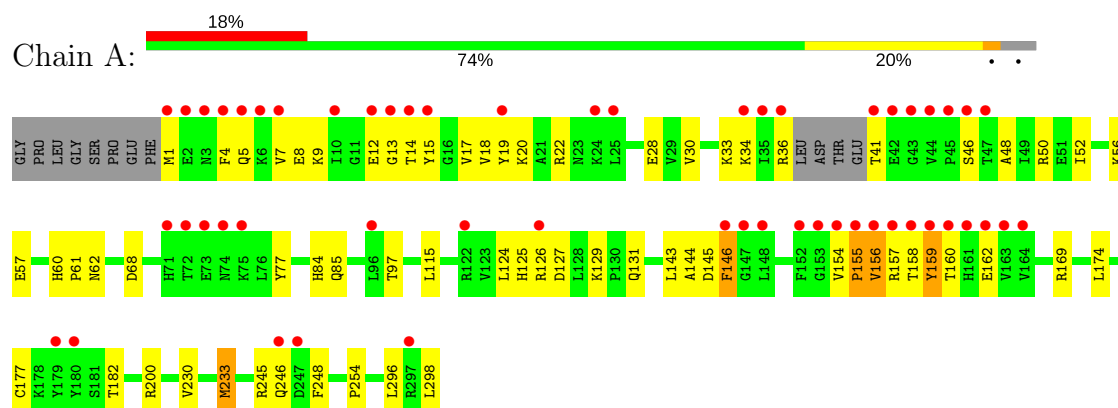 18%
Chain A:
74% 20% • •
GLY PRO LEU GLY SER PRO GLU PHE M1 E2 N3 F4 Q5 K6 V7 E8 K9 I10 G11 E12 G13 T14 Y15 G16 V17 V18 Y19 K20 A21 R22 N23 K24 L25 E28 V29 V30 K33 K34 I35 R36 LEU ASP THR GLU T41 E42 G43 V44 P45 S46 T47 A48 I49 R50 E51 I52 K56
E57 H60 P61 N62 D68 H71 T72 E73 N74 K75 L76 Y77 H84 Q85 L96 T97 L115 R122 V123 L124 H125 R126 D127 L128 K129 P130 Q131 L143 A144 D145 F146 G147 L148 F152 G153 V154 P155 V156 R157 T158 Y159 T160 H161 E162 V163 V164 R169 L174
C177 K178 Y179 Y180 S181 T182 R200 V230 M233 R245 Q246 D247 F248 P254 L296 R297 L298